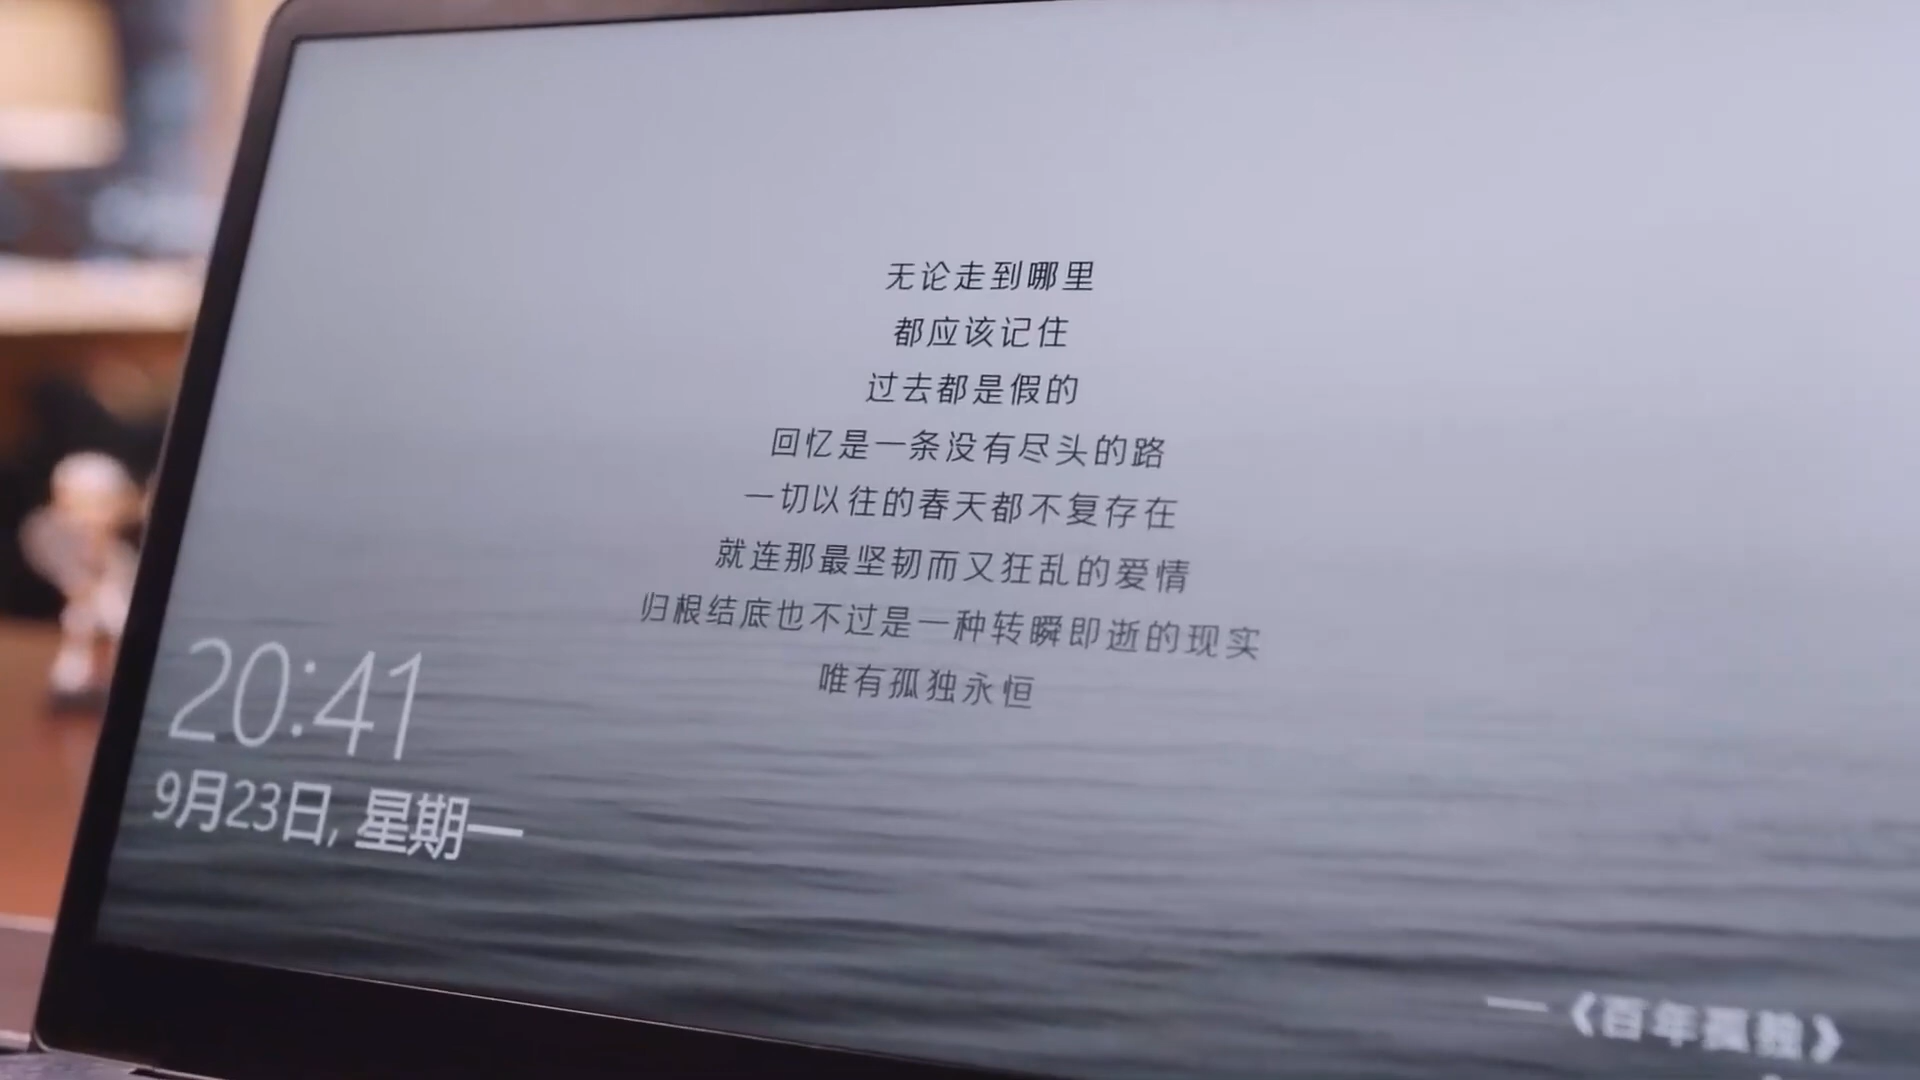 无论走到哪里
都应该记住
过去都是假的
回忆是一条没有尽头的路
一切以往的春天都不复存在
就连那最坚韧而又狂乱的爱情
归根结底也不过是一种转瞬即逝的现实
唯有孤独永恒
20:41
9月23日, 星期一
—《百年孤独》